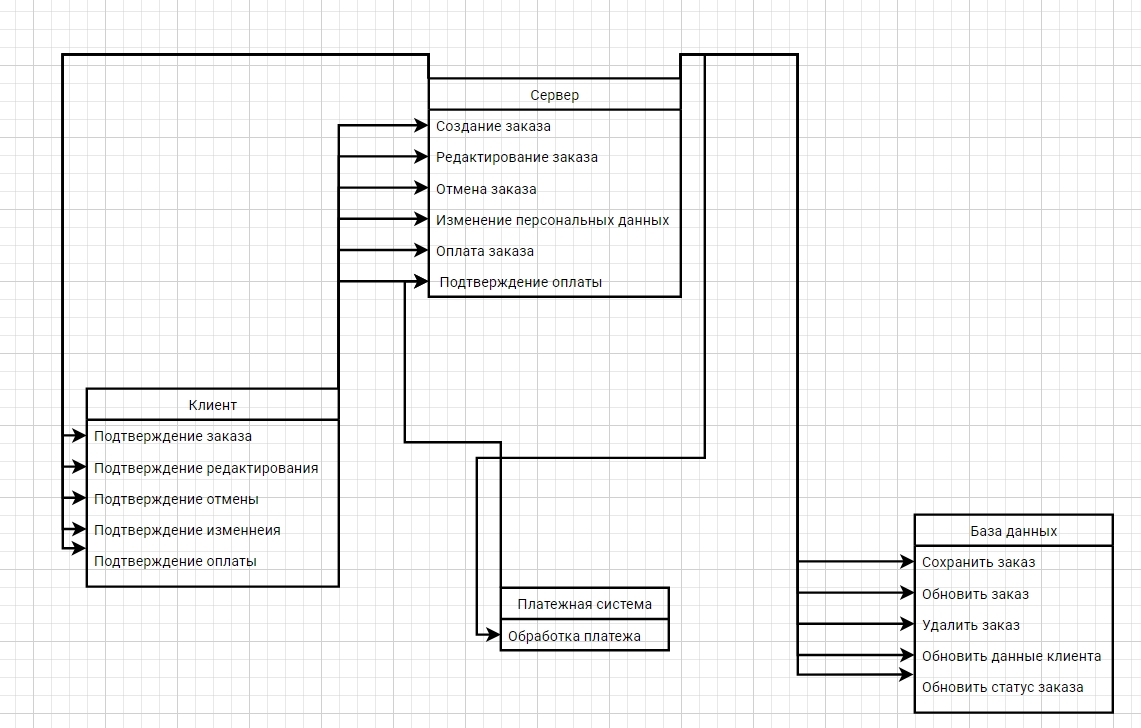 Сервер
Создание заказа
Редактирование заказа
Отмена заказа
Изменение персональных данных
Оплата заказа
Подтверждение оплаты
Клиент
Подтверждение заказа
Подтверждение редактирования
Подтверждение отмены
Подтверждение изменнеия
Подтверждение оплаты
Платежная система
Обработка платежа
База данных
Сохранить заказ
Обновить заказ
Удалить заказ
Обновить данные клиента
Обновить статус заказа